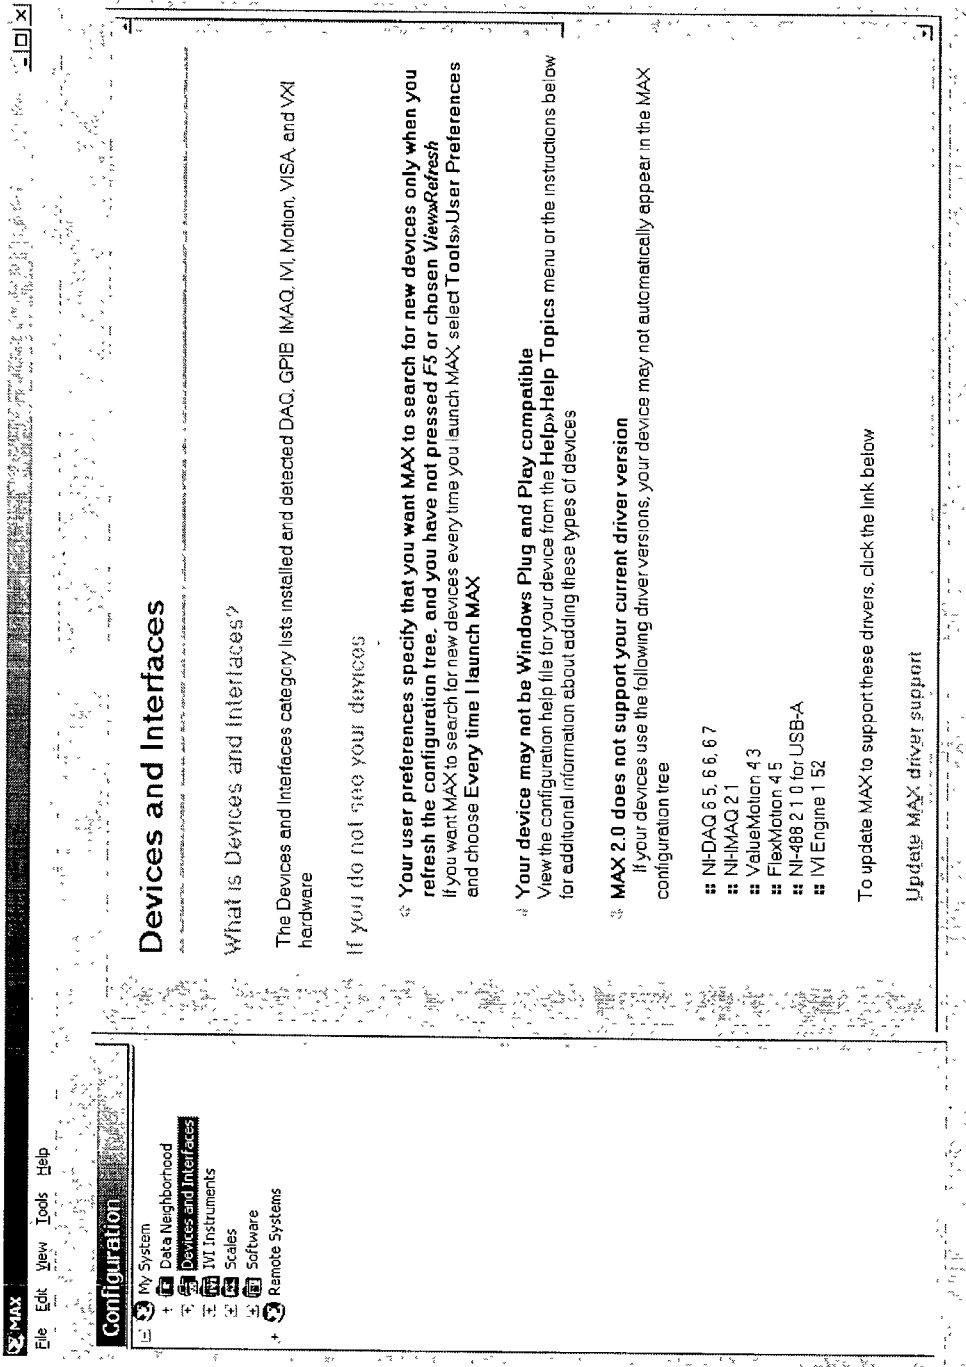 MAX
File Edit View Tools Help
Configuration
My System
Data Neighborhood
Devices and Interfaces
IVI Instruments
Scales
Software
Remote Systems
Devices and Interfaces
What is Devices and Interfaces?
The Devices and Interfaces category lists installed and detected DAQ, GPIB IMAQ, IVI, Motion, VISA, and VXI
hardware
If you do not see your devices
Your user preferences specify that you want MAX to search for new devices only when you
refresh the configuration tree, and you have not pressed F5 or chosen View»Refresh
If you want MAX to search for new devices every time you launch MAX, select Tools»User Preferences
and choose Every time I launch MAX
Your device may not be Windows Plug and Play compatible
View the configuration help file for your device from the Help»Help Topics menu or the instructions below
for additional information about adding these types of devices
MAX 2.0 does not support your current driver version
If your devices use the following driver versions, your device may not automatically appear in the MAX
configuration tree
NI-DAQ 6 5, 6 6, 6 7
NI-IMAQ 2 1
ValueMotion 4 3
FlexMotion 4 5
NI-488 2 1 0 for USB-A
IVI Engine 1 52
To update MAX to support these drivers, click the link below
Update MAX driver support